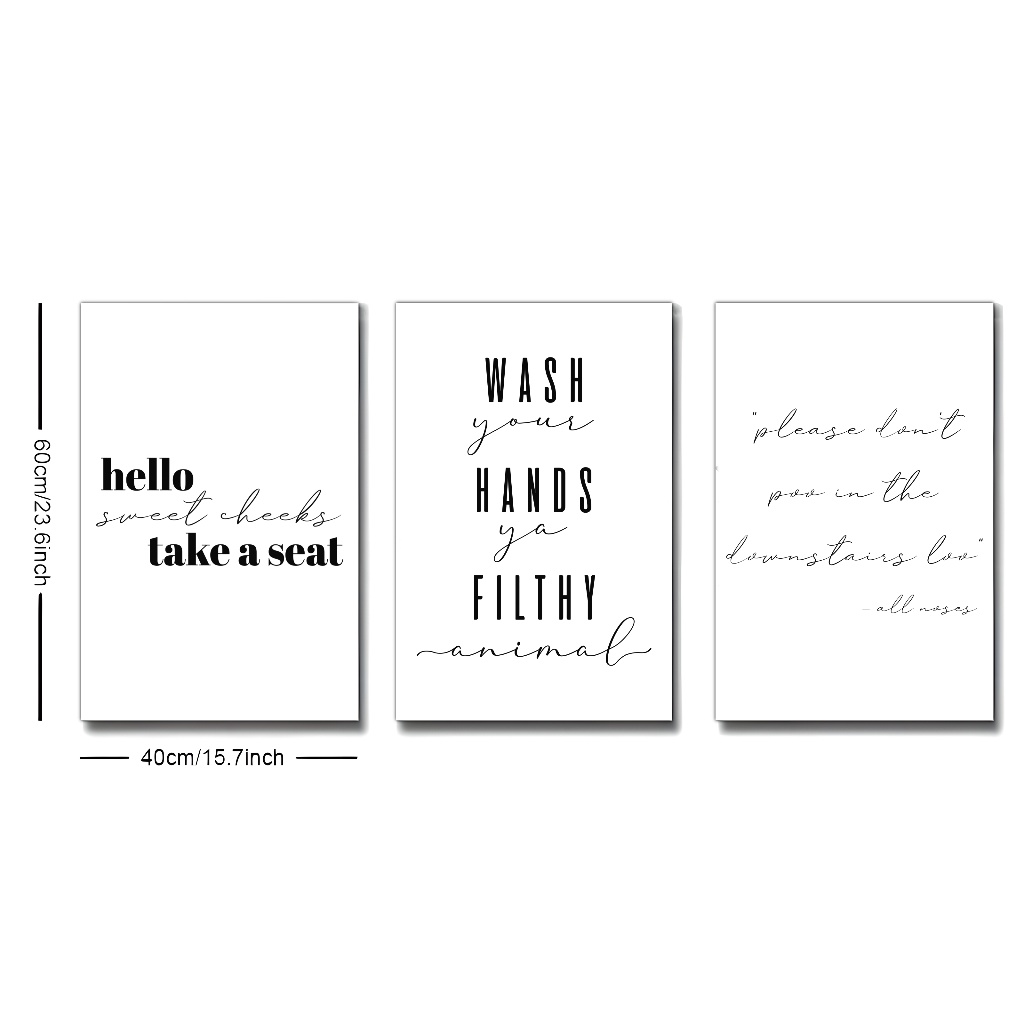 60cm/23.6inch
hello
sweet cheeks
take a seat
WASH
your
HANDS
ya
FILTHY
animal
"please don't
poo in the
downstairs loo"
- all noses
40cm/15.7inch